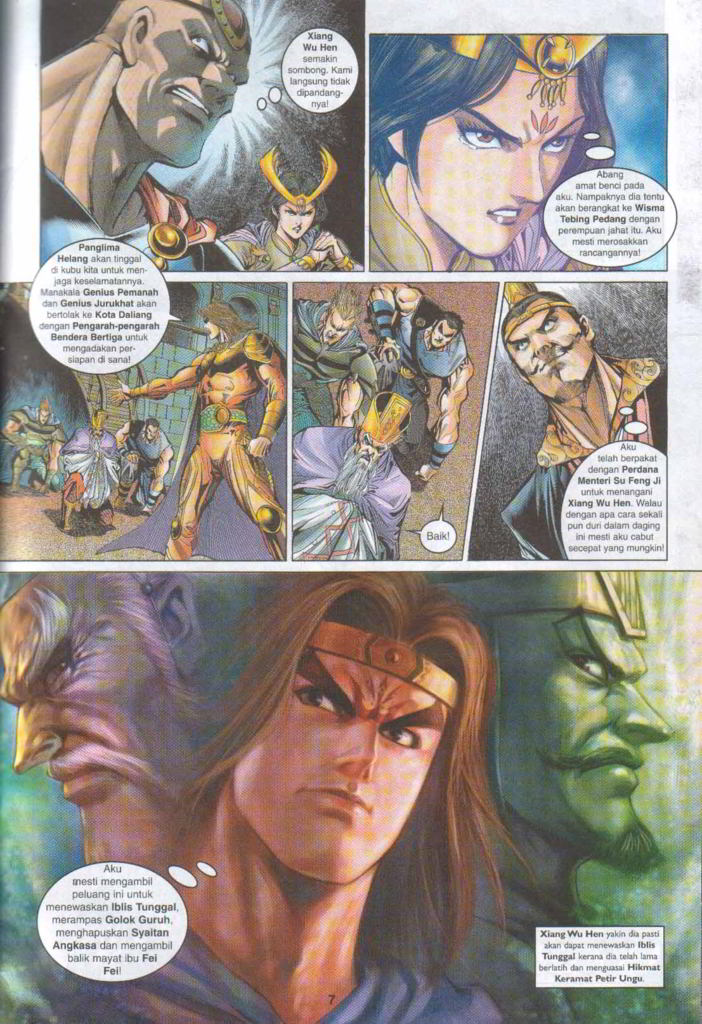 Xiang
Wu Hen
semakin
sombong. Kami
langsung tidak
dipandang-
nya!
Abang
amat benci pada
aku. Nampaknya dia tentu
akan berangkat ke Wisma
Tebing Pedang dengan
perempuan jahat itu. Aku
mesti merosakkan
rancangannya!
Panglima
Helang akan tinggal
di kubu kita untuk men-
jaga keselamatannya.
Manakala Genius Pemanah
dan Genius Jurukhat akan
bertolak ke Kota Daliang
dengan Pengarah-pengarah
Bendera Bertiga untuk
mengadakan per-
siapan di sana!
Baik!
Aku
telah berpakat
dengan Perdana
Menteri Su Feng Ji
untuk menangani
Xiang Wu Hen. Walau
dengan apa cara sekali
pun duri dalam daging
ini mesti aku cabut
secepat yang mungkin!
Aku
mesti mengambil
peluang ini untuk
menewaskan Iblis Tunggal,
merampas Golok Guruh,
menghapuskan Syaitan
Angkasa dan mengambil
balik mayat ibu Fei
Fei!
Xiang Wu Hen yakin dia pasti
akan dapat menewaskan Iblis
Tunggal kerana dia telah lama
berlatih dan menguasai Hikmat
Keramat Petir Ungu.
7